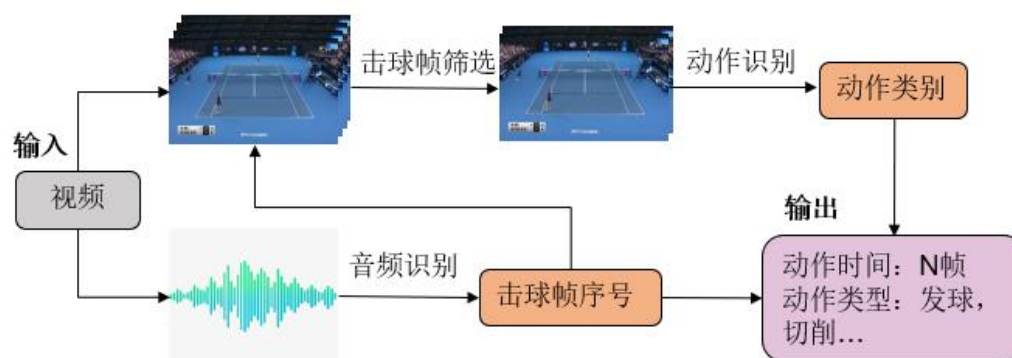 击球帧筛选
动作识别
动作类别
输入
视频
输出
音频识别
击球帧序号
动作时间：N帧
动作类型：发球，
切削...